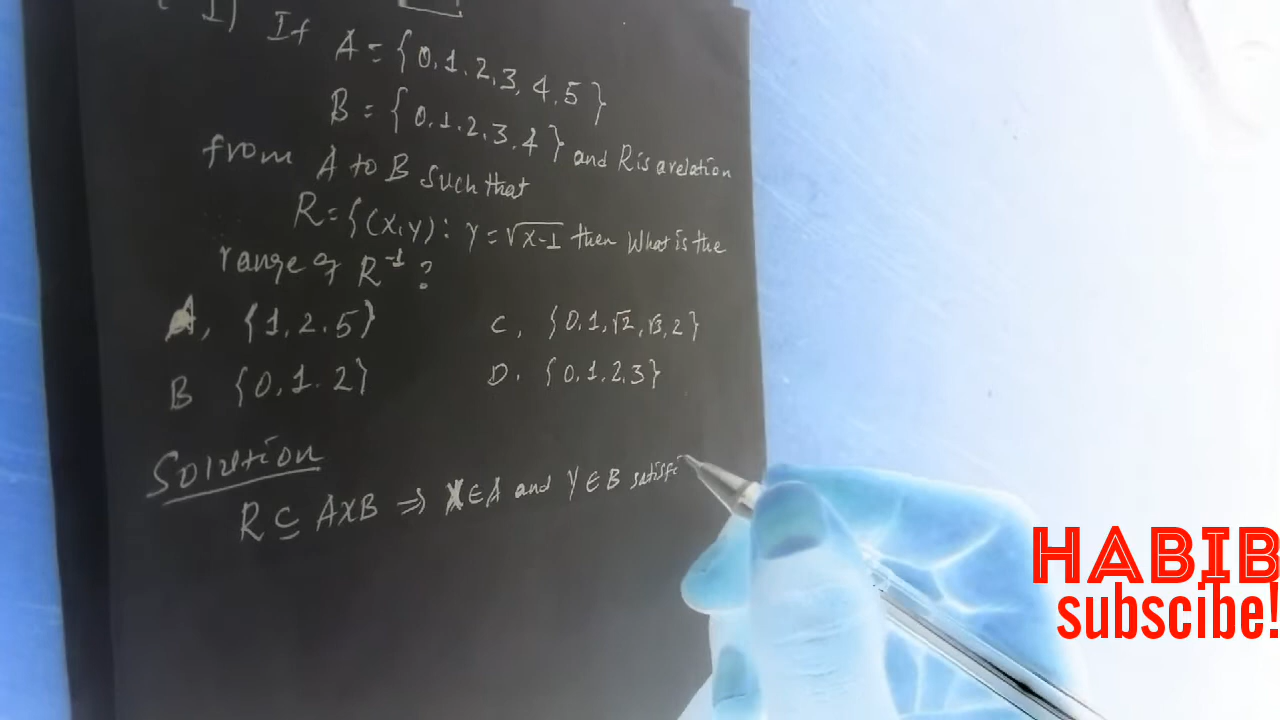 1) If A = {0,1,2,3,4,5}
B = {0,1,2,3,4} and R is a relation
from A to B such that
R = {(x,y): y = √x-1 then What is the
range of R⁻¹ ?
A, {1,2,5} C, {0,1,√2,√3,2}
B {0,1,2} D. {0,1,2,3}
Solution
R ⊆ AxB ⇒ x ∈ A and y ∈ B satisfi
HABIB
subscibe!